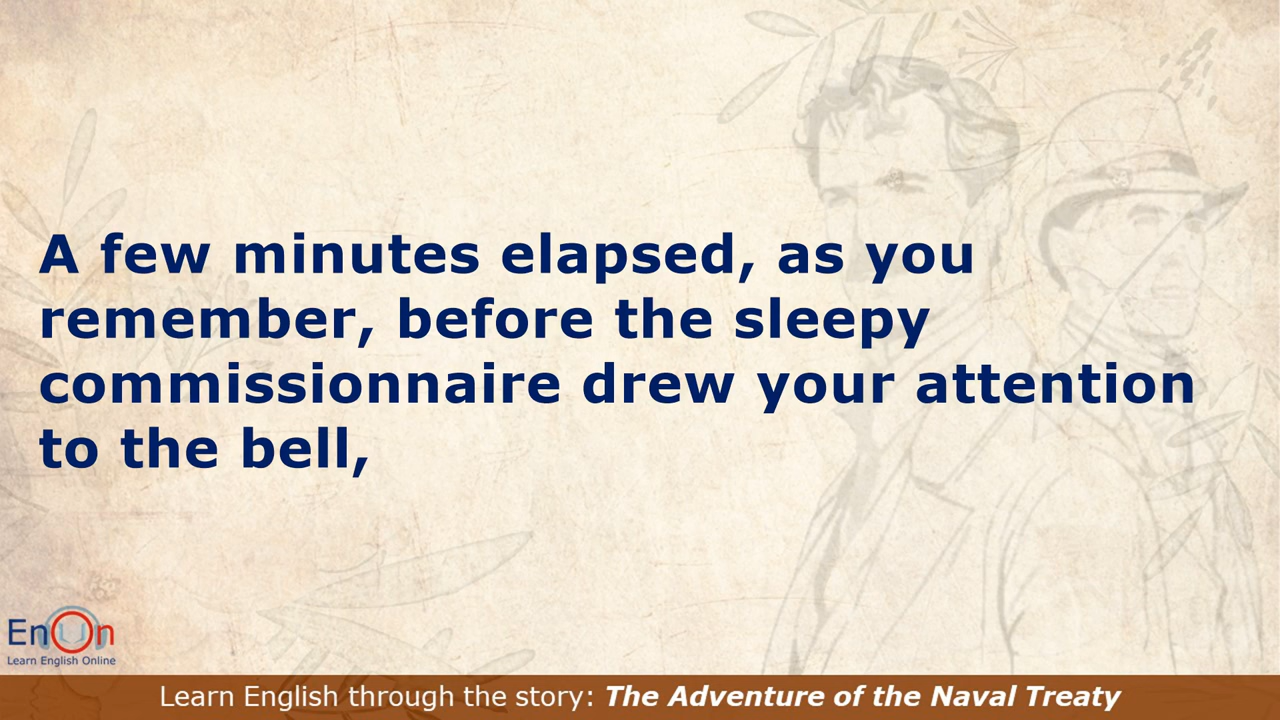 A few minutes elapsed, as you
remember, before the sleepy
commissionnaire drew your attention
to the bell,
EnOn
Learn English Online
Learn English through the story: The Adventure of the Naval Treaty